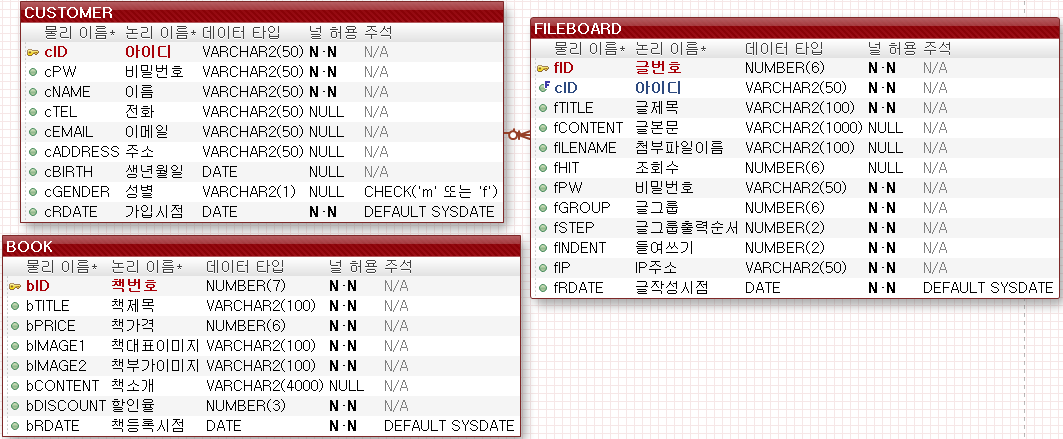 CUSTOMER
물리 이름* 논리 이름* 데이터 타입 널 허용 주석
cID 아이디 VARCHAR2(50) N·N N/A
cPW 비밀번호 VARCHAR2(50) N·N N/A
cNAME 이름 VARCHAR2(50) N·N N/A
cTEL 전화 VARCHAR2(50) NULL N/A
cEMAIL 이메일 VARCHAR2(50) NULL N/A
cADDRESS 주소 VARCHAR2(50) NULL N/A
cBIRTH 생년월일 DATE NULL N/A
cGENDER 성별 VARCHAR2(1) NULL CHECK('m' 또는 'f')
cRDATE 가입시점 DATE N·N DEFAULT SYSDATE
FILEBOARD
물리 이름* 논리 이름* 데이터 타입 널 허용 주석
fID 글번호 NUMBER(6) N·N N/A
F cID 아이디 VARCHAR2(50) N·N N/A
fTITLE 글제목 VARCHAR2(100) N·N N/A
fCONTENT 글본문 VARCHAR2(1000) NULL N/A
fILENAME 첨부파일이름 VARCHAR2(100) NULL N/A
fHIT 조회수 NUMBER(6) NULL N/A
fPW 비밀번호 VARCHAR2(50) N·N N/A
fGROUP 글그룹 NUMBER(6) N·N N/A
fSTEP 글그룹출력순서 NUMBER(2) N·N N/A
fINDENT 들여쓰기 NUMBER(2) N·N N/A
fIP IP주소 VARCHAR2(50) N·N N/A
fRDATE 글작성시점 DATE N·N DEFAULT SYSDATE
BOOK
물리 이름* 논리 이름* 데이터 타입 널 허용 주석
bID 책번호 NUMBER(7) N·N N/A
bTITLE 책제목 VARCHAR2(100) N·N N/A
bPRICE 책가격 NUMBER(6) N·N N/A
bIMAGE1 책대표이미지 VARCHAR2(100) N·N N/A
bIMAGE2 책부가이미지 VARCHAR2(100) N·N N/A
bCONTENT 책소개 VARCHAR2(4000) NULL N/A
bDISCOUNT 할인율 NUMBER(3) N·N N/A
bRDATE 책등록시점 DATE N·N DEFAULT SYSDATE